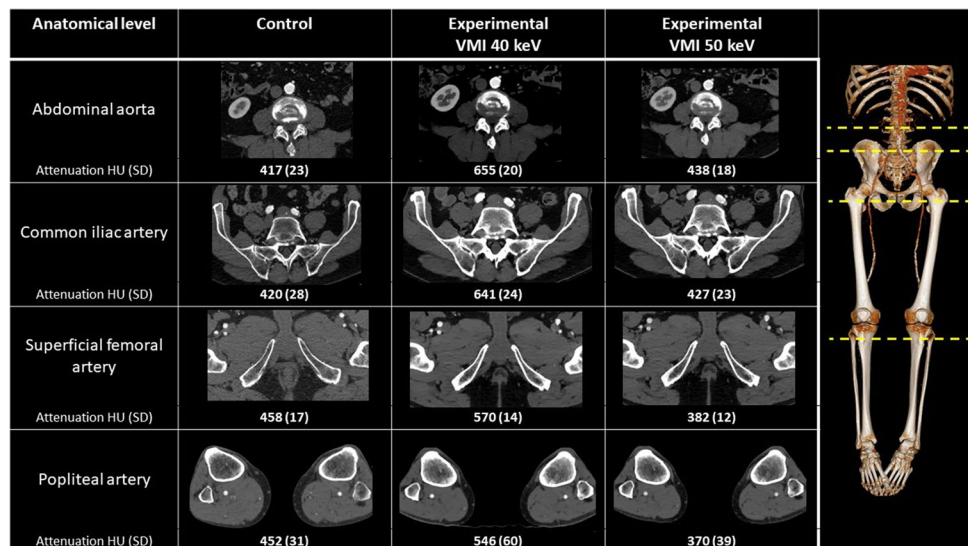 Anatomical level Control Experimental Experimental
VMI 40 keV VMI 50 keV
Abdominal aorta
Attenuation HU (SD) 417 (23) 655 (20) 438 (18)
Common iliac artery
Attenuation HU (SD) 420 (28) 641 (24) 427 (23)
Superficial femoral
artery
Attenuation HU (SD) 458 (17) 570 (14) 382 (12)
Popliteal artery
Attenuation HU (SD) 452 (31) 546 (60) 370 (39)